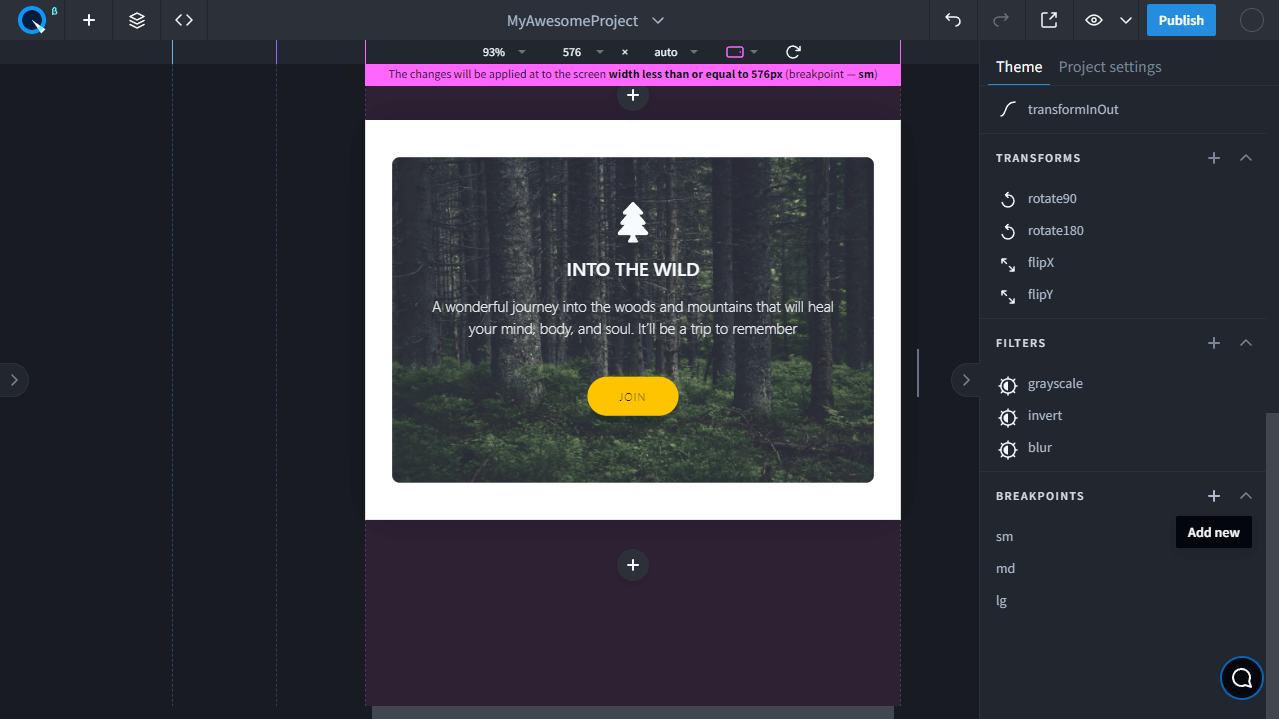 β
MyAwesomeProject
Publish
93%
576
×
auto
The changes will be applied at to the screen width less than or equal to 576px (breakpoint — sm)
INTO THE WILD
A wonderful journey into the woods and mountains that will heal
your mind, body, and soul. It'll be a trip to remember
JOIN
Theme
Project settings
transformInOut
TRANSFORMS
rotate90
rotate180
flipX
flipY
FILTERS
grayscale
invert
blur
BREAKPOINTS
Add new
sm
md
lg